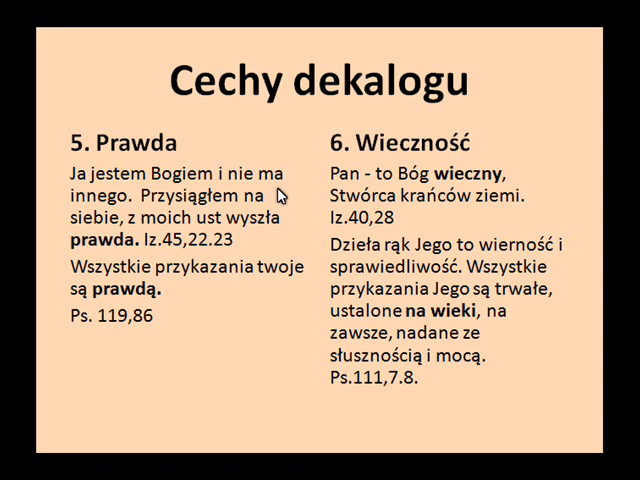 Cechy dekalogu
5. Prawda
Ja jestem Bogiem i nie ma
innego. Przysiągłem na
siebie, z moich ust wyszła
prawda. Iz.45,22.23
Wszystkie przykazania twoje
są prawdą.
Ps. 119,86
6. Wieczność
Pan - to Bóg wieczny,
Stwórca krańców ziemi.
Iz.40,28
Dzieła rąk Jego to wierność i
sprawiedliwość. Wszystkie
przykazania Jego są trwałe,
ustalone na wieki, na
zawsze, nadane ze
słusznością i mocą.
Ps.111,7.8.